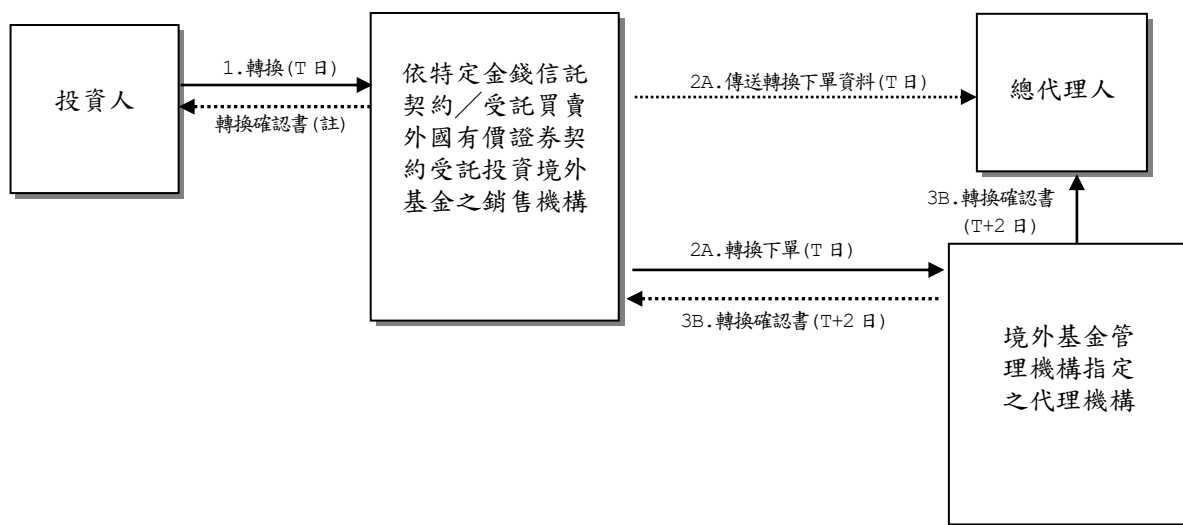 投資人
1.轉換(T 日)
轉換確認書(註)
依特定金錢信託
契約／受託買賣
外國有價證券契
約受託投資境外
基金之銷售機構
2A.傳送轉換下單資料(T 日)
總代理人
3B.轉換確認書
(T+2 日)
2A.轉換下單(T 日)
3B.轉換確認書(T+2 日)
境外基金管
理機構指定
之代理機構